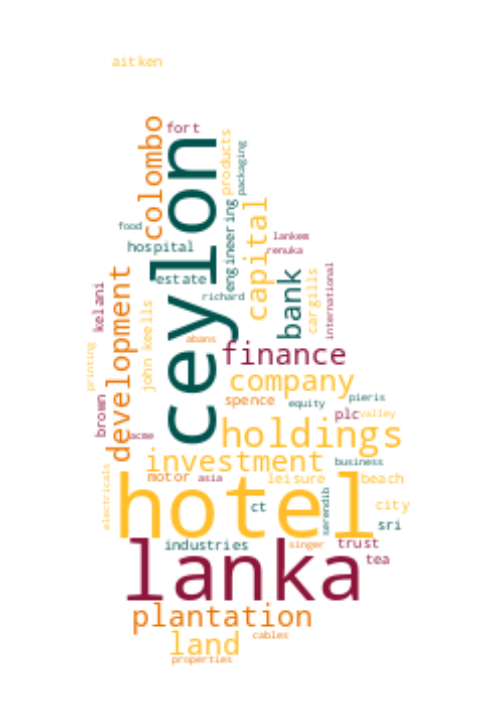 aitken
colombo
fort
ceylon
products
packaging
food
hospital
engineering
capital
lankem
renuka
estate
richard
bank
cargills
international
development
kelani
john keells
abans
printing
finance
company
brown
acme
spence
equity
pieris
plc
valley
holdings
investment
business
motor
asia
leisure
beach
electricals
hotel
ct
serendib
city
sri
lanka
industries
singer
trust
tea
plantation
land
cables
properties